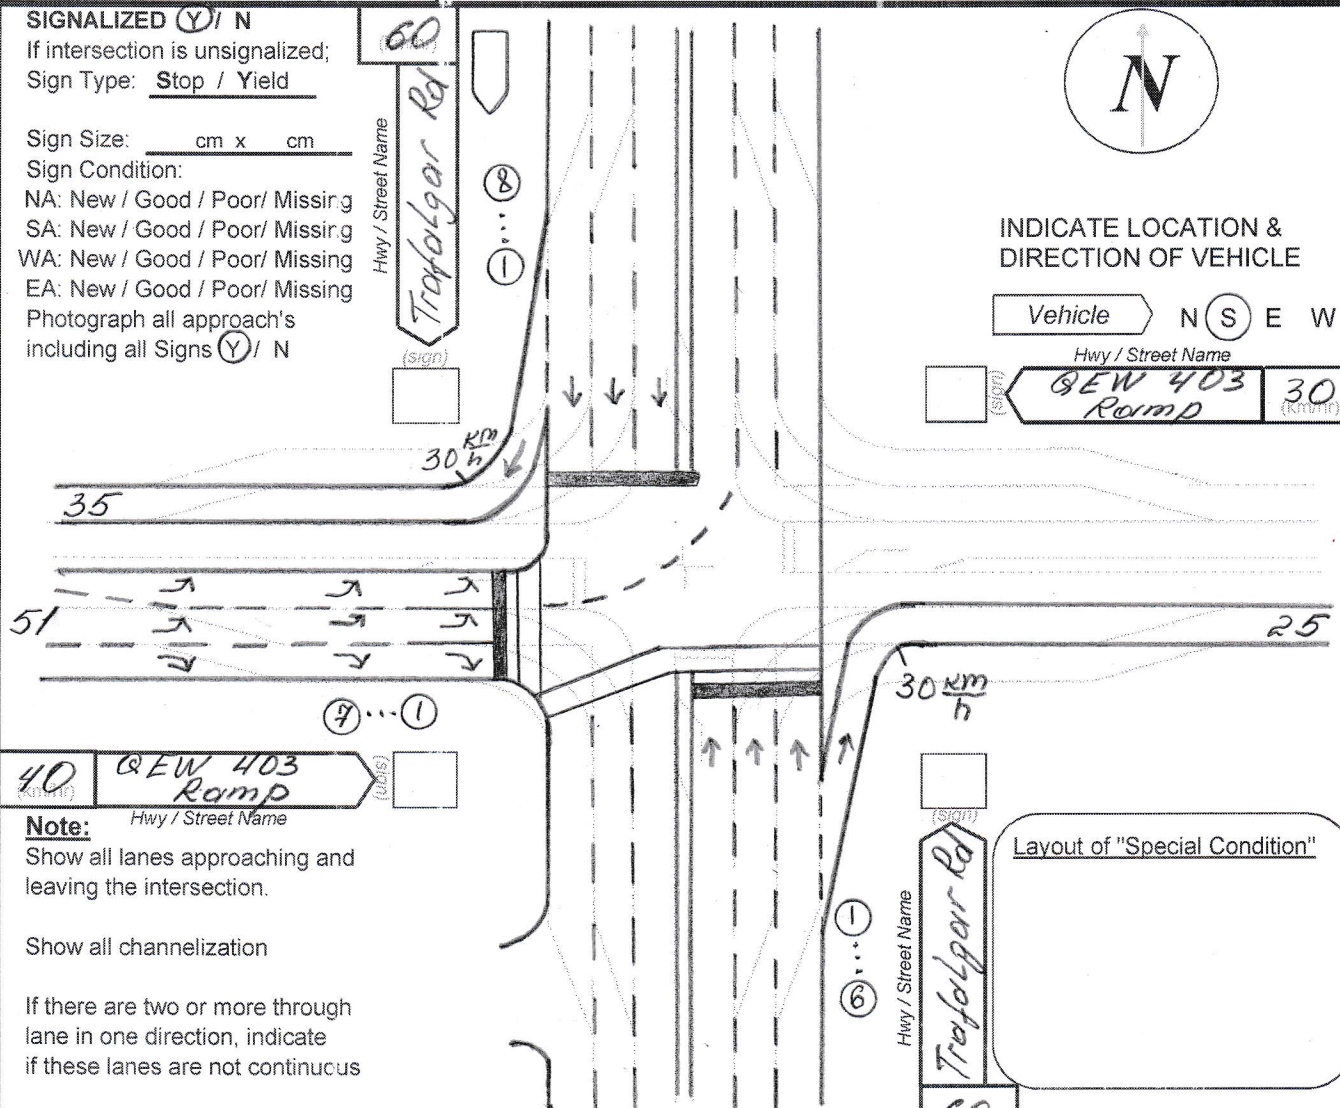 SIGNALIZED Y / N
If intersection is unsignalized;
Sign Type: Stop / Yield
Sign Size: cm x cm
Sign Condition:
NA: New / Good / Poor/ Missing
SA: New / Good / Poor/ Missing
WA: New / Good / Poor/ Missing
EA: New / Good / Poor/ Missing
Photograph all approach's
including all Signs Y / N
60
Hwy / Street Name
Trafalgar Rd
(sign)
8
1
N
INDICATE LOCATION &
DIRECTION OF VEHICLE
Vehicle N S E W
Hwy / Street Name
(sign)
QEW 403
Ramp
30
(km/hr)
30 km/h
35
51
25
30 km/h
7 ... 1
40
(km/hr)
QEW 403
Ramp
(sign)
Hwy / Street Name
Note:
Show all lanes approaching and
leaving the intersection.
Show all channelization
If there are two or more through
lane in one direction, indicate
if these lanes are not continuous
1
6
(sign)
Hwy / Street Name
Trafalgar Rd
Layout of "Special Condition"